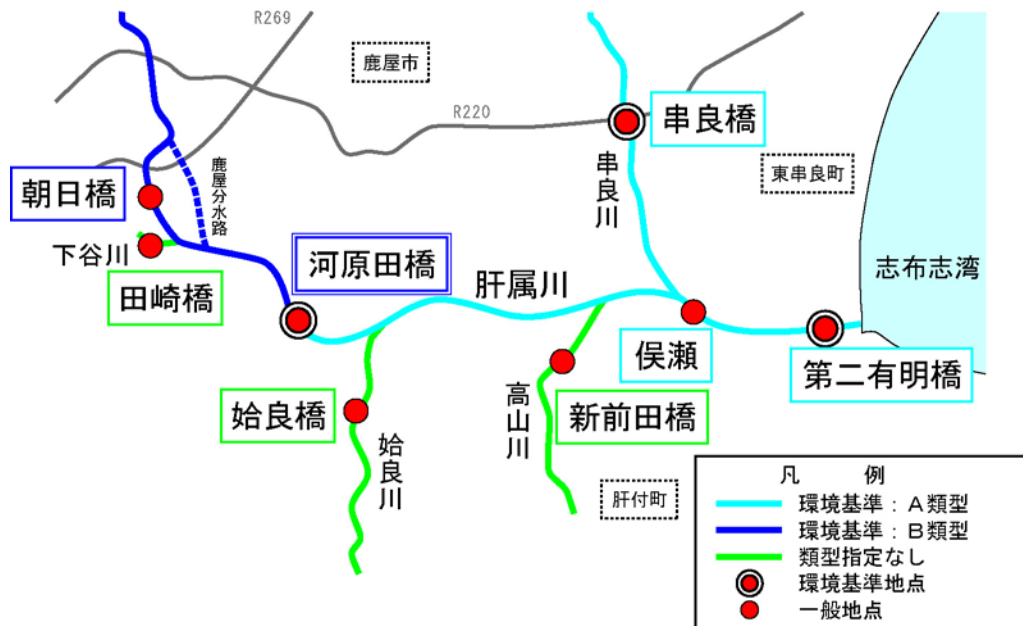 R269
鹿屋市
R220
串良橋
串良川
東串良町
鹿屋分水路
朝日橋
下谷川
田崎橋
河原田橋
肝属川
志布志湾
俣瀬
第二有明橋
姶良橋
姶良川
高山川
新前田橋
肝付町
凡 例
環境基準：Ａ類型
環境基準：Ｂ類型
類型指定なし
環境基準地点
一般地点